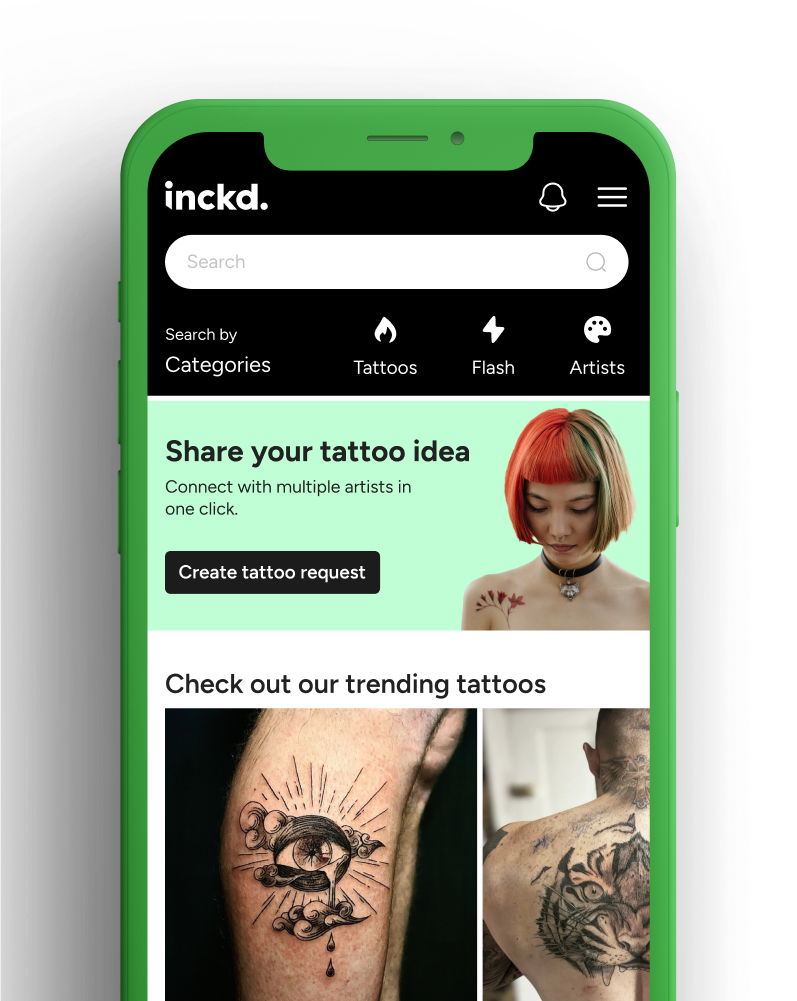 inckd.
Search
Search by
Categories
Tattoos
Flash
Artists
Share your tattoo idea
Connect with multiple artists in
one click.
Create tattoo request
Check out our trending tattoos